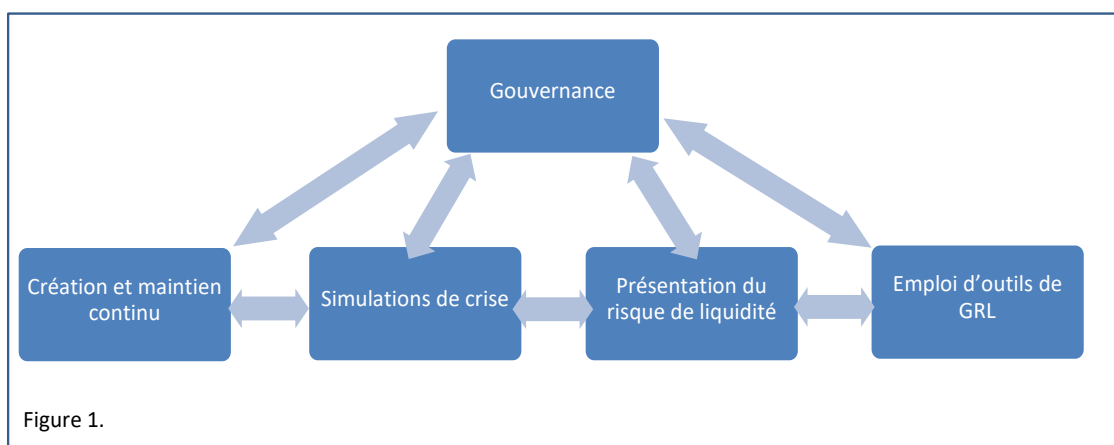 Gouvernance
Création et maintien
continu
Simulations de crise
Présentation du
risque de liquidité
Emploi d’outils de
GRL
Figure 1.